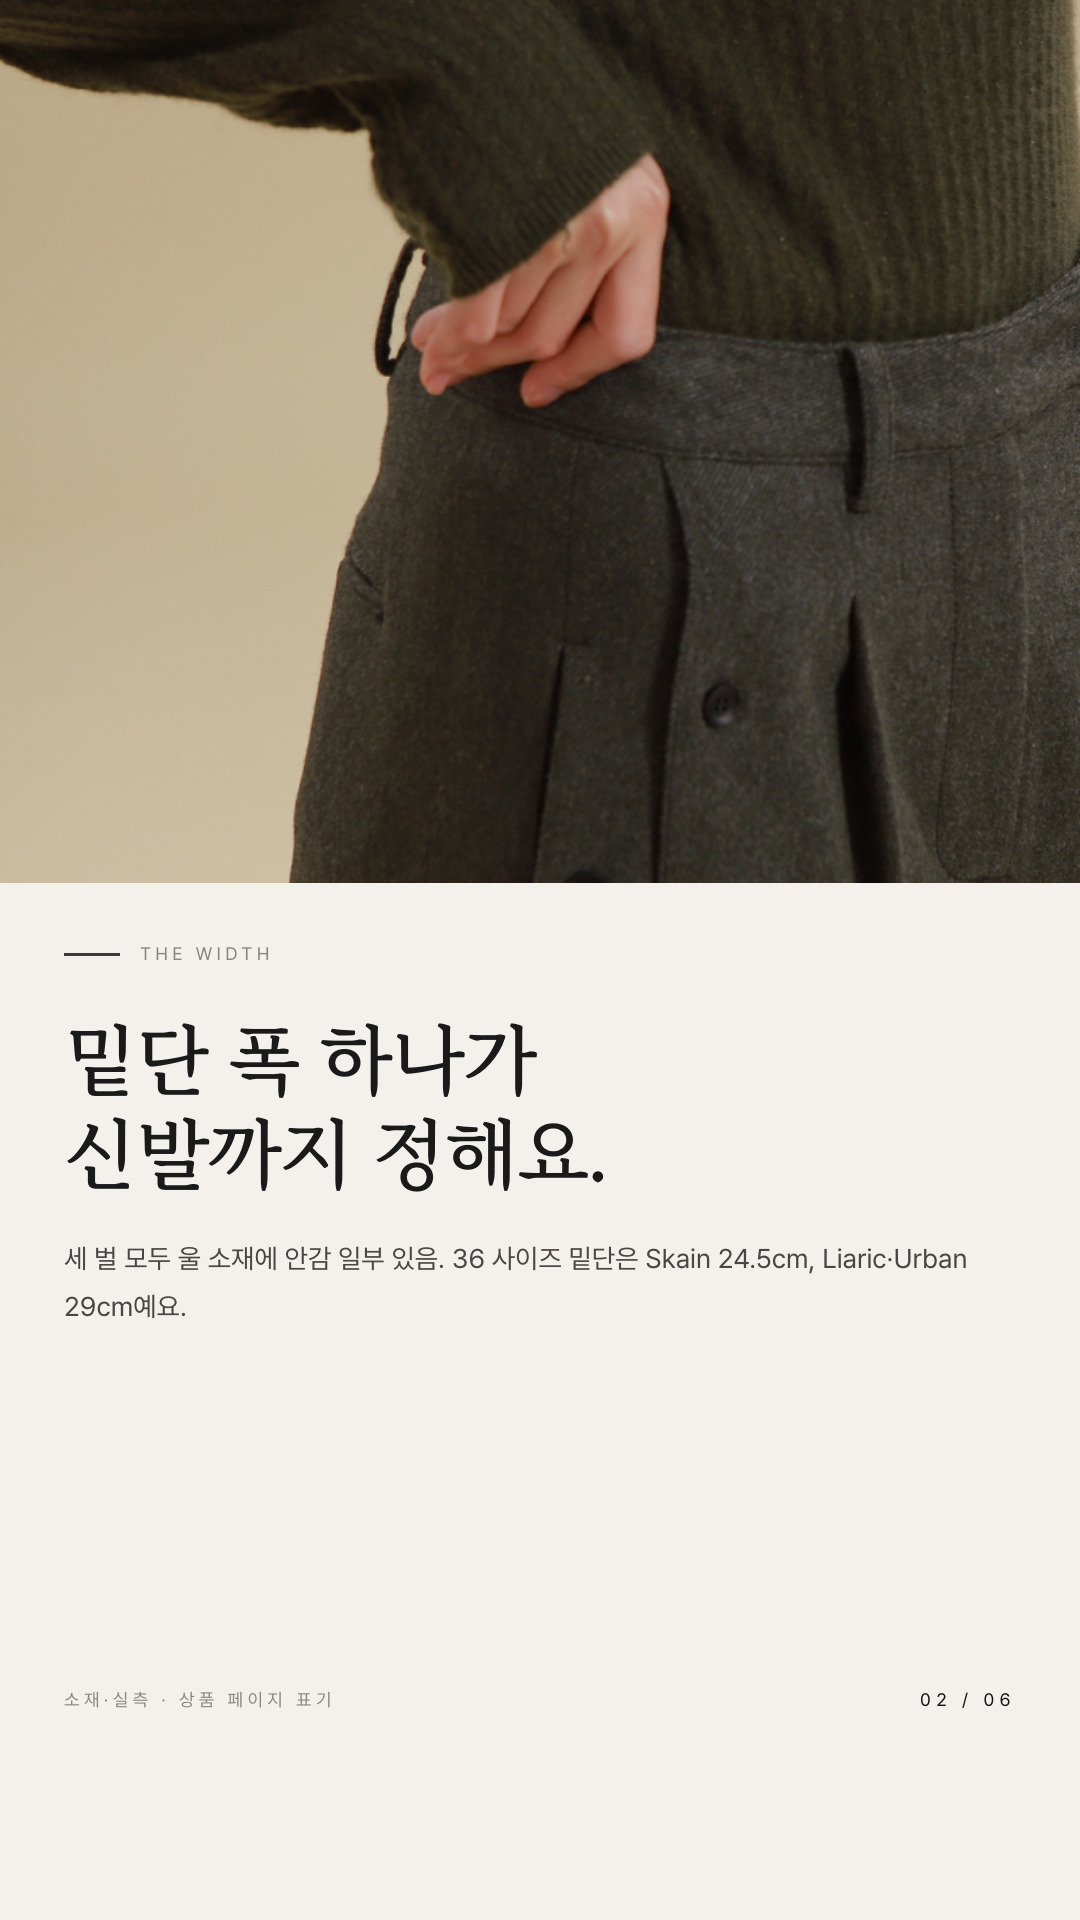 THE WIDTH
밑단 폭 하나가
신발까지 정해요.
세 벌 모두 울 소재에 안감 일부 있음. 36 사이즈 밑단은 Skain 24.5cm, Liaric·Urban
29cm예요.
소재·실측 · 상품 페이지 표기
02 / 06